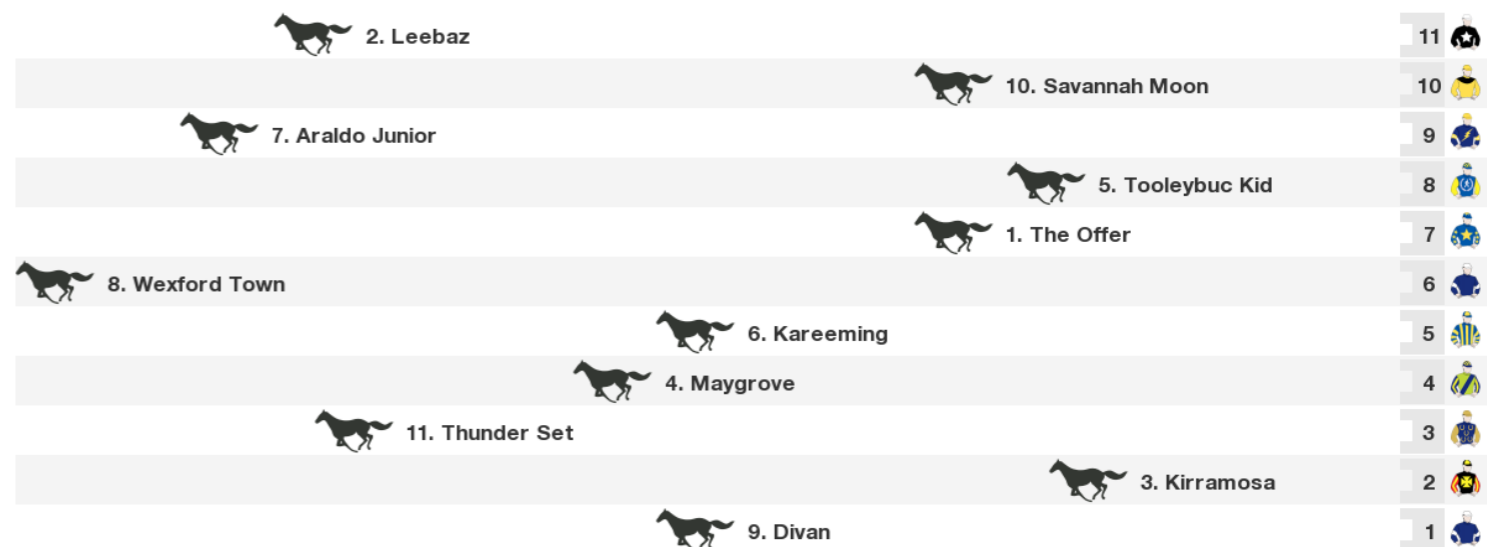 2. Leebaz 11
10. Savannah Moon 10
7. Araldo Junior 9
5. Tooleybuc Kid 8
1. The Offer 7
8. Wexford Town 6
6. Kareeming 5
4. Maygrove 4
11. Thunder Set 3
3. Kirramosa 2
9. Divan 1